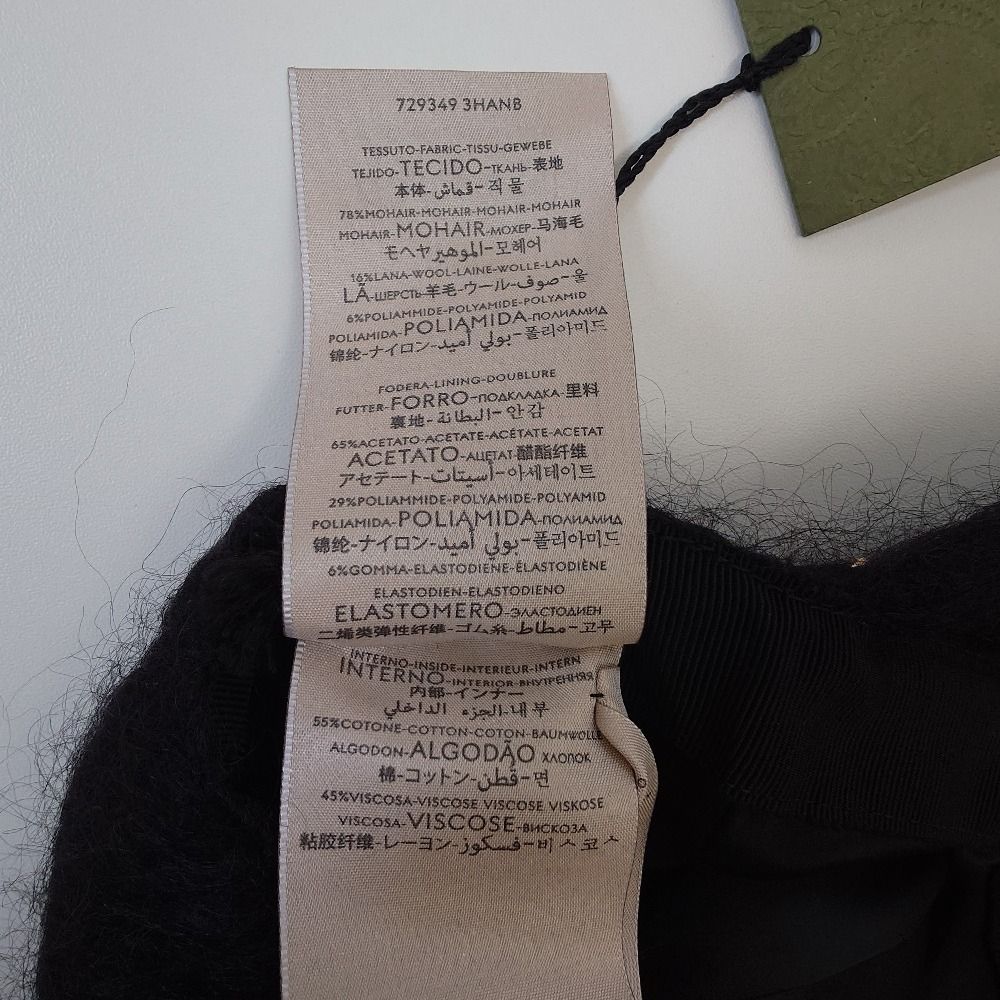 729349 3HANB
TESSUTO-FABRIC-TISSU-GEWEBE
TEJIDO-TECIDO-ТКАНЬ-表地
本体-قماش-직물
78%MOHAIR-MOHAIR-MOHAIR-MOHAIR
MOHAIR-MOHAIR-МОХЕР-马海毛
モヘヤ-الموهير-모헤어
16%LANA-WOOL-LAINE-WOLLE-LANA
LÃ-ШЕРСТЬ-羊毛-ウール-صوف-울
6%POLIAMMIDE-POLYAMIDE-POLYAMID
POLIAMIDA-POLIAMIDA-ПОЛИАМИД
锦纶-ナイロン-بولي أميد-폴리아미드
FODERA-LINING-DOUBLURE
FUTTER-FORRO-ПОДКЛАДКА-里料
裏地-البطانة-안감
65%ACETATO-ACETATE-ACÉTATE-ACETAT
ACETATO-АЦЕТАТ-醋酯纤维
アセテート-أسيتات-아세테이트
29%POLIAMMIDE-POLYAMIDE-POLYAMID
POLIAMIDA-POLIAMIDA-ПОЛИАМИД
锦纶-ナイロン-بولي أميد-폴리아미드
6%GOMMA-ELASTODIENE-ÉLASTODIÈNE
ELASTODIEN-ELASTODIENO
ELASTOMERO-ЭЛАСТОДИЕН
二烯类弹性纤维-ゴム糸-مطاط-고무
INTERNO-INSIDE-INTERIEUR-INTERN
INTERNO-INTERIOR-ВНУТРЕННЯЯ
内部-インナー
الجزء الداخلي-내부
55%COTONE-COTTON-COTON-BAUMWOLLE
ALGODON-ALGODÃO ХЛОПОК
棉-コットン-قطن-면
45%VISCOSA-VISCOSE VISCOSE VISKOSE
VISCOSA-VISCOSE-ВИСКОЗА
粘胶纤维-レーヨン-فسكوز-비스코스